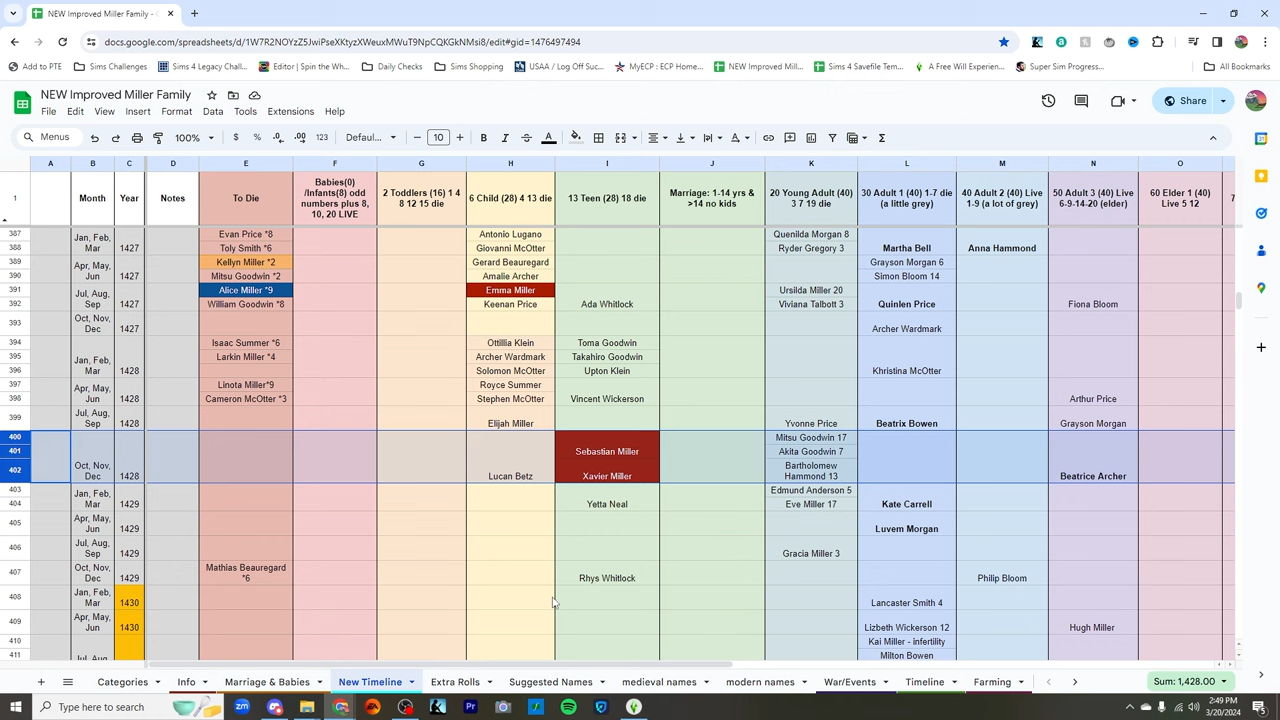 NEW Improved Miller Family - C
docs.google.com/spreadsheets/d/1W7R2NOYzZ5JwiPseXKtyzXWeuxMWuT9NpCQKGkNMsi8/edit#gid=1476497494
Add to PTE Sims Challenges Sims 4 Legacy Chall... Editor | Spin the Wh... Daily Checks Sims Shopping USAA / Log Off Suc... MyECP : ECP Home... NEW Improved Mill... Sims 4 Savefile Temp... A Free Will Experien... Super Sim Progress... All Bookmarks
NEW Improved Miller Family
File Edit View Insert Format Data Tools Extensions Help
Share
Menus 100% $ % .0 .00 123 Defaul... 10
A B C D E F G H I J K L M N O
1 Month Year Notes To Die Babies(0) /Infants(8) odd numbers plus 8, 10, 20 LIVE 2 Toddlers (16) 1 4 8 12 15 die 6 Child (28) 4 13 die 13 Teen (28) 18 die Marriage: 1-14 yrs & >14 no kids 20 Young Adult (40) 3 7 19 die 30 Adult 1 (40) 1-7 die (a little grey) 40 Adult 2 (40) Live 1-9 (a lot of grey) 50 Adult 3 (40) Live 6-9-14-20 (elder) 60 Elder 1 (40) Live 5 12
387 Evan Price *8 Antonio Lugano Quenilda Morgan 8
388 Jan, Feb, Mar 1427 Toly Smith *6 Giovanni McOtter Ryder Gregory 3 Martha Bell Anna Hammond
389 Kellyn Miller *2 Gerard Beauregard Grayson Morgan 6
390 Apr, May, Jun 1427 Mitsu Goodwin *2 Amalie Archer Simon Bloom 14
391 Alice Miller *9 Emma Miller Ursilda Miller 20
392 Jul, Aug, Sep 1427 William Goodwin *8 Keenan Price Ada Whitlock Viviana Talbott 3 Quinlen Price Fiona Bloom
393 Oct, Nov, Dec 1427 Archer Wardmark
394 Isaac Summer *6 Ottillia Klein Toma Goodwin
395 Larkin Miller *4 Archer Wardmark Takahiro Goodwin
396 Jan, Feb, Mar 1428 Solomon McOtter Upton Klein Khristina McOtter
397 Linota Miller*9 Royce Summer
398 Apr, May, Jun 1428 Cameron McOtter *3 Stephen McOtter Vincent Wickerson Arthur Price
399 Jul, Aug, Sep 1428 Elijah Miller Yvonne Price Beatrix Bowen Grayson Morgan
400 Mitsu Goodwin 17
401 Sebastian Miller Akita Goodwin 7
402 Oct, Nov, Dec 1428 Lucan Betz Xavier Miller Bartholomew Hammond 13 Beatrice Archer
403 Edmund Anderson 5
404 Jan, Feb, Mar 1429 Yetta Neal Eve Miller 17 Kate Carrell
405 Apr, May, Jun 1429 Luvem Morgan
406 Jul, Aug, Sep 1429 Gracia Miller 3
407 Oct, Nov, Dec 1429 Mathias Beauregard *6 Rhys Whitlock Philip Bloom
408 Jan, Feb, Mar 1430 Lancaster Smith 4
409 Apr, May, Jun 1430 Lizbeth Wickerson 12 Hugh Miller
410 Kai Miller - infertility
411 Jul, Aug Milton Bowen
Categories Info Marriage & Babies New Timeline Extra Rolls Suggested Names medieval names modern names War/Events Timeline Farming Sum: 1,428.00
Type here to search 2:49 PM
3/20/2024